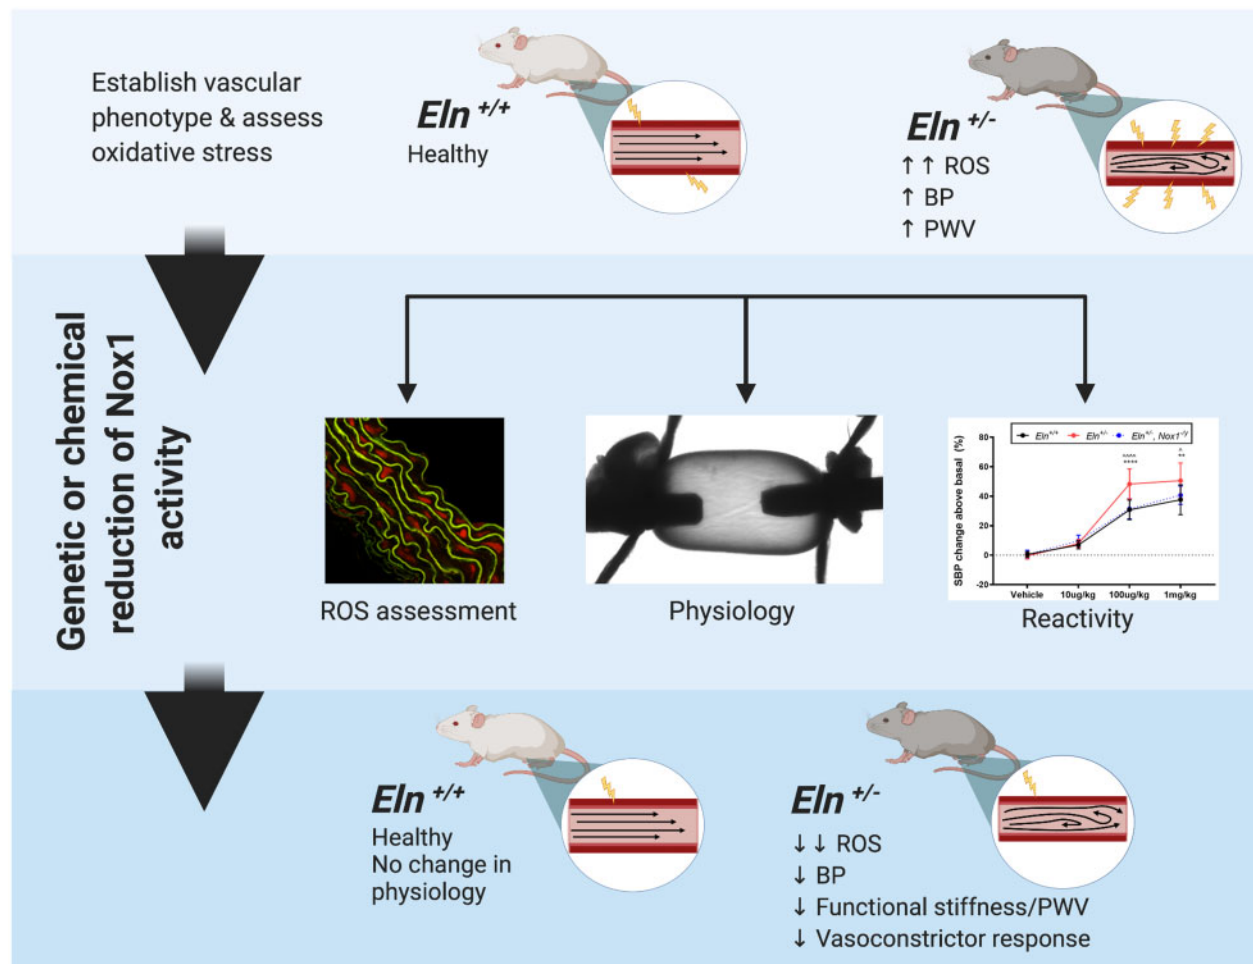 Establish vascular
phenotype & assess
oxidative stress
Eln +/+
Healthy
Eln +/-
↑ ↑ ROS
↑ BP
↑ PWV
Genetic or chemical
reduction of Nox1
activity
ROS assessment
Physiology
SBP change above basal (%)
Eln+/+ Eln+/- Eln+/-, Nox1-/y
80
60
40
20
0
-20
^^^^ ^
**** **
Vehicle 10ug/kg 100ug/kg 1mg/kg
Reactivity
Eln +/+
Healthy
No change in
physiology
Eln +/-
↓ ↓ ROS
↓ BP
↓ Functional stiffness/PWV
↓ Vasoconstrictor response